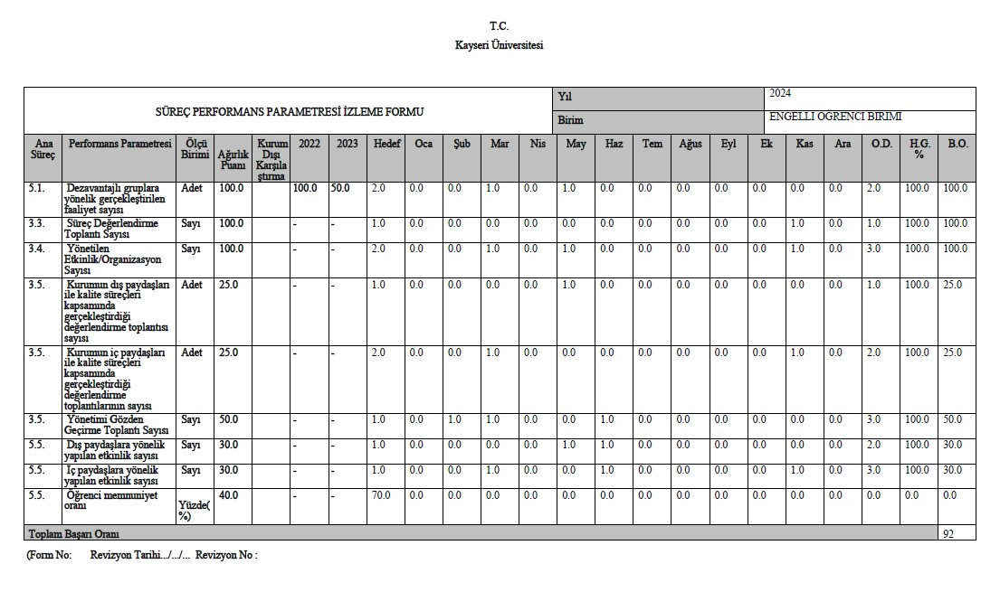 T.C.
Kayseri Üniversitesi
SÜREÇ PERFORMANS PARAMETRESİ İZLEME FORMU
Yıl 2024
Birim ENGELLİ ÖĞRENCİ BİRİMİ
Ana Süreç Performans Parametresi Ölçü Birimi Ağırlık Puanı Kurum Dışı Karşıla ştırma 2022 2023 Hedef Oca Şub Mar Nis May Haz Tem Ağus Eyl Ek Kas Ara O.D. H.G. % B.O.
5.1. Dezavantajlı gruplara Adet 100.0 100.0 50.0 2.0 0.0 0.0 1.0 0.0 1.0 0.0 0.0 0.0 0.0 0.0 0.0 0.0 2.0 100.0 100.0
yönelik gerçekleştirilen
faaliyet sayısı
3.3. Süreç Değerlendirme Sayı 100.0 - - 1.0 0.0 0.0 0.0 0.0 0.0 0.0 0.0 0.0 0.0 0.0 1.0 0.0 1.0 100.0 100.0
Toplantı Sayısı
3.4. Yönetilen Sayı 100.0 - - 2.0 0.0 0.0 1.0 0.0 1.0 0.0 0.0 0.0 0.0 0.0 1.0 0.0 3.0 100.0 100.0
Etkinlik/Organizasyon
Sayısı
3.5. Kurumun dış paydaşları Adet 25.0 - - 1.0 0.0 0.0 0.0 0.0 1.0 0.0 0.0 0.0 0.0 0.0 0.0 0.0 1.0 100.0 25.0
ile kalite süreçleri
kapsamında
gerçekleştirdiği
değerlendirme toplantısı
sayısı
3.5. Kurumun iç paydaşları Adet 25.0 - - 2.0 0.0 0.0 1.0 0.0 0.0 0.0 0.0 0.0 0.0 0.0 1.0 0.0 2.0 100.0 25.0
ile kalite süreçleri
kapsamında
gerçekleştirdiği
değerlendirme
toplantılarının sayısı
3.5. Yönetimi Gözden Sayı 50.0 - - 1.0 0.0 1.0 1.0 0.0 0.0 1.0 0.0 0.0 0.0 0.0 0.0 0.0 3.0 100.0 50.0
Geçirme Toplantı Sayısı
5.5. Dış paydaşlara yönelik Sayı 30.0 - - 1.0 0.0 0.0 0.0 0.0 1.0 1.0 0.0 0.0 0.0 0.0 0.0 0.0 2.0 100.0 30.0
yapılan etkinlik sayısı
5.5. İç paydaşlara yönelik Sayı 30.0 - - 1.0 0.0 0.0 1.0 0.0 0.0 1.0 0.0 0.0 0.0 0.0 1.0 0.0 3.0 100.0 30.0
yapılan etkinlik sayısı
5.5. Öğrenci memnuniyet Yüzde( %) 40.0 - - 70.0 0.0 0.0 0.0 0.0 0.0 0.0 0.0 0.0 0.0 0.0 0.0 0.0 0.0 0.0 0.0
oranı
Toplam Başarı Oranı 92
(Form No: Revizyon Tarihi.../.../... Revizyon No :